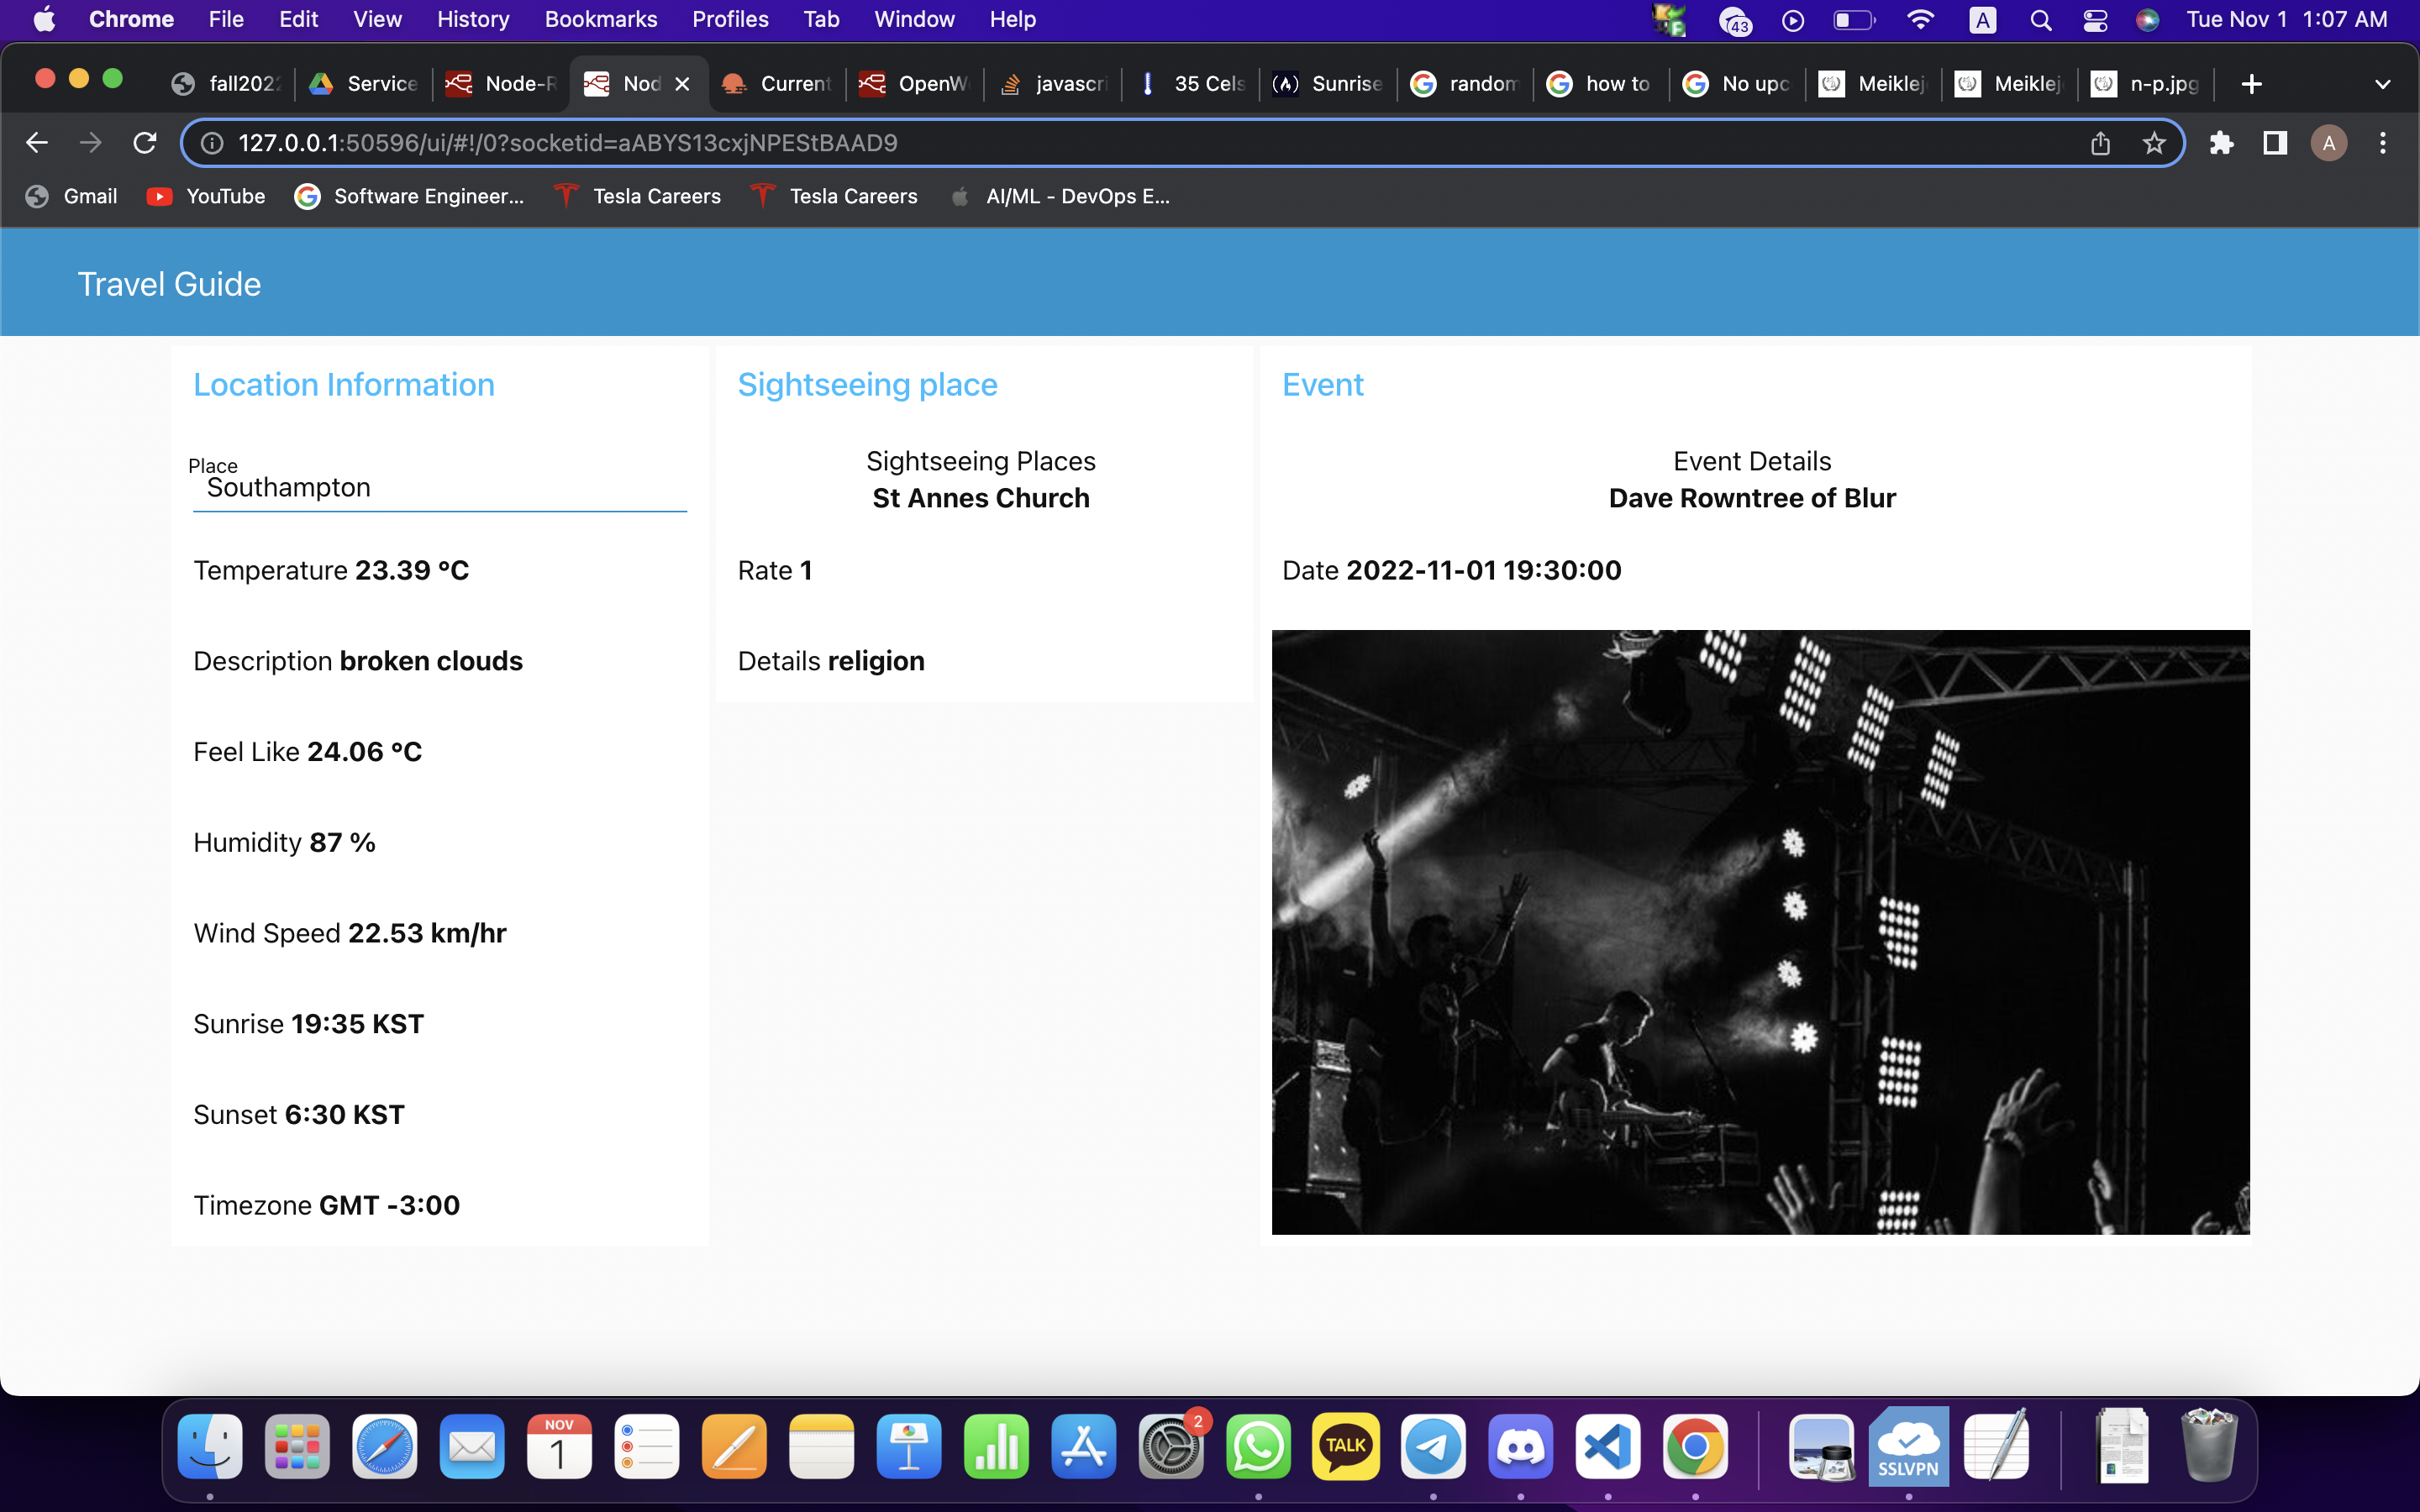 Chrome File Edit View History Bookmarks Profiles Tab Window Help 43 A Tue Nov 1 1:07 AM
fall202 Service Node-R Nod Current OpenW javascri 35 Cels Sunrise random how to No upc Meiklej Meiklej n-p.jpg
127.0.0.1:50596/ui/#!/0?socketid=aABYS13cxjNPEStBAAD9 A
Gmail YouTube Software Engineer... Tesla Careers Tesla Careers AI/ML - DevOps E...
Travel Guide
Location Information
Place
Southampton
Temperature 23.39 °C
Description broken clouds
Feel Like 24.06 °C
Humidity 87 %
Wind Speed 22.53 km/hr
Sunrise 19:35 KST
Sunset 6:30 KST
Timezone GMT -3:00
Sightseeing place
Sightseeing Places
St Annes Church
Rate 1
Details religion
Event
Event Details
Dave Rowntree of Blur
Date 2022-11-01 19:30:00
NOV
1
2
TALK
SSLVPN